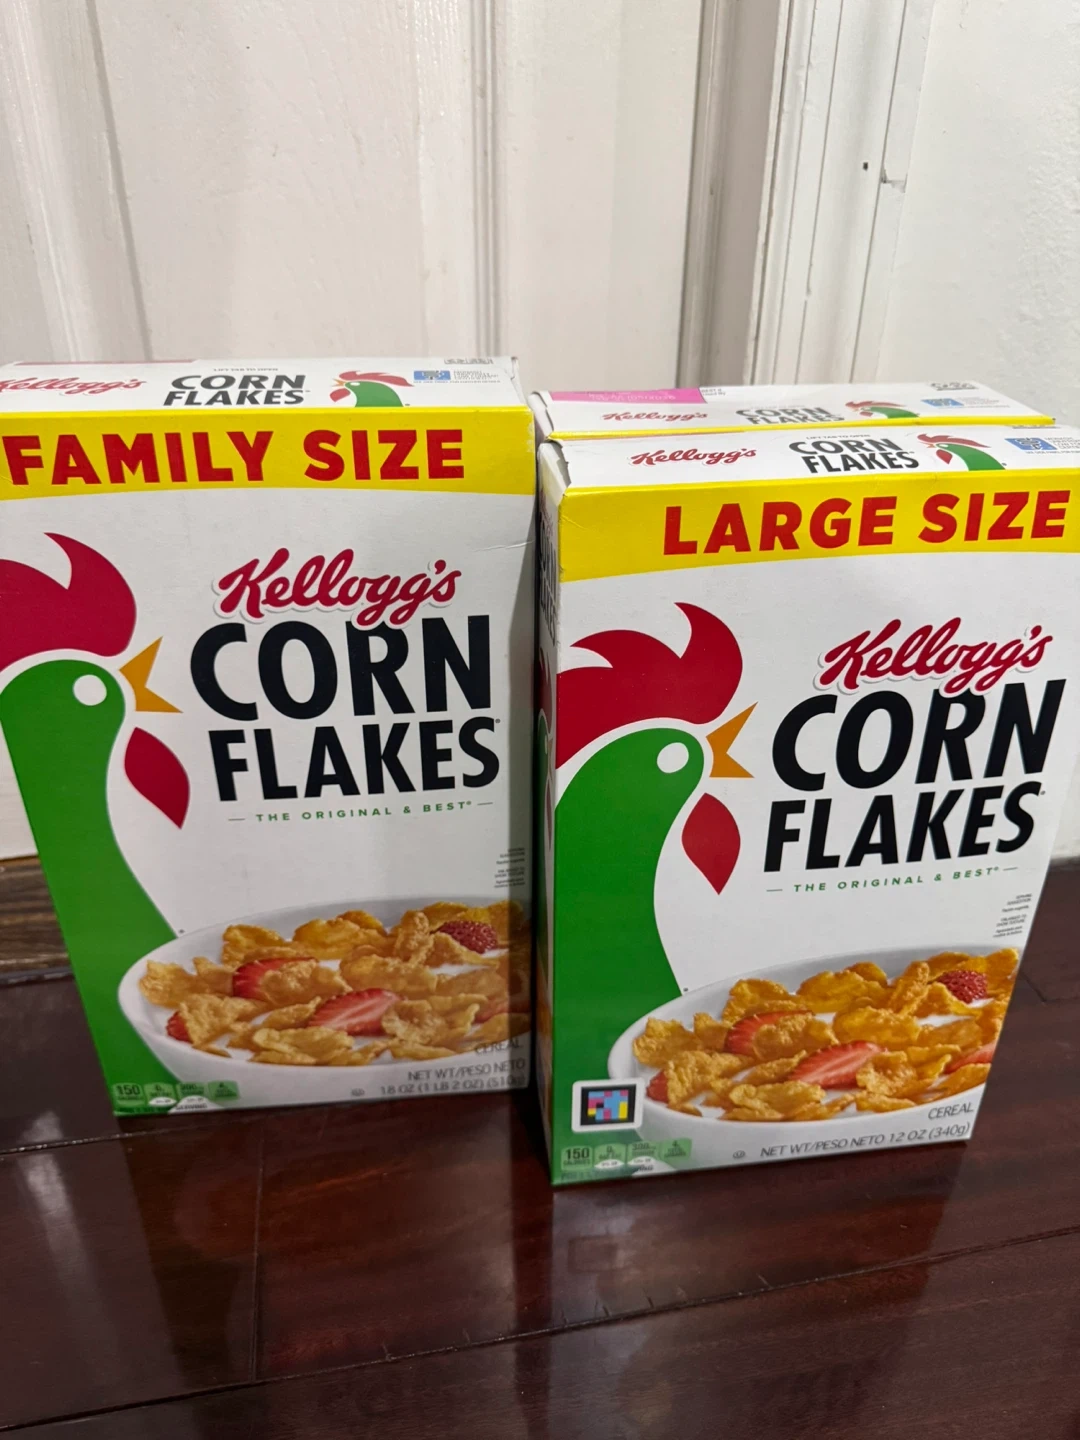 Kellogg's
CORN
FLAKES
FAMILY SIZE
Kellogg's
CORN
FLAKES
THE ORIGINAL & BEST
CEREAL
NET WT/PESO NETO
18 OZ (1 LB 2 OZ) (510g)
150
Kellogg's
CORN
FLAKES
Kellogg's
CORN
FLAKES
LARGE SIZE
Kellogg's
CORN
FLAKES
THE ORIGINAL & BEST
CEREAL
NET WT/PESO NETO 12 OZ (340g)
150